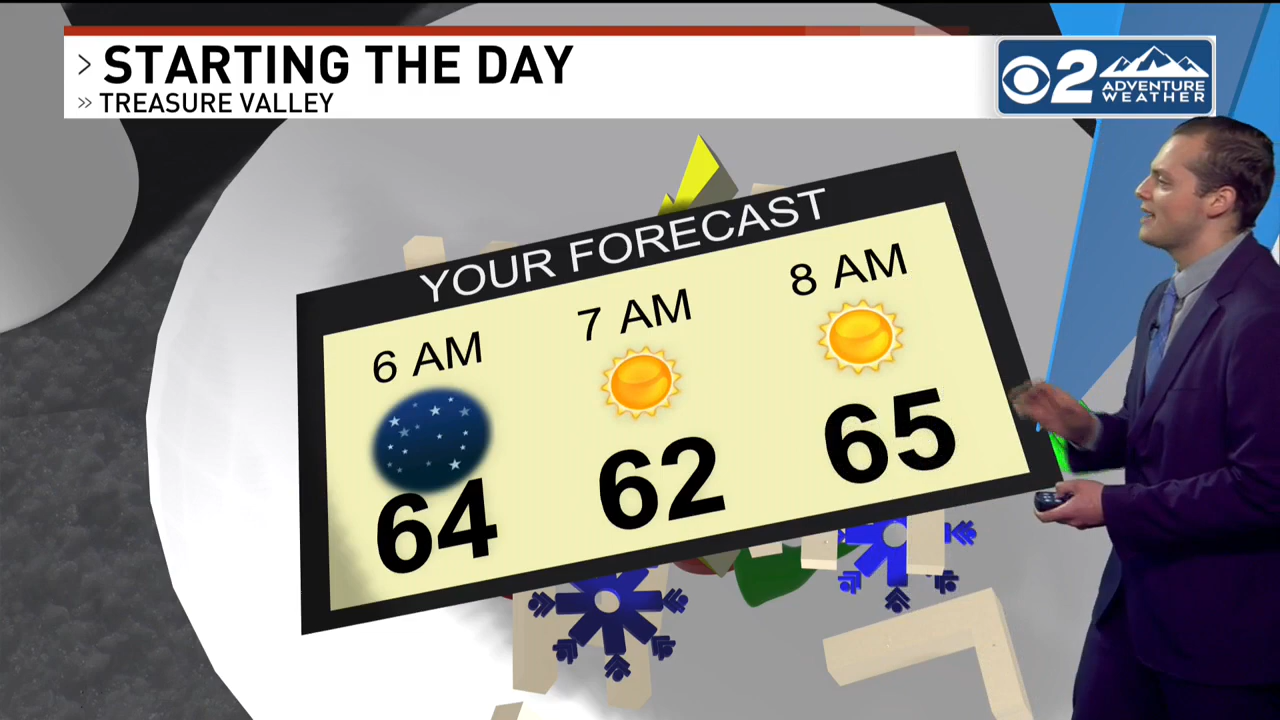 > STARTING THE DAY
» TREASURE VALLEY
2 ADVENTURE WEATHER
YOUR FORECAST
6 AM 7 AM 8 AM
64 62 65